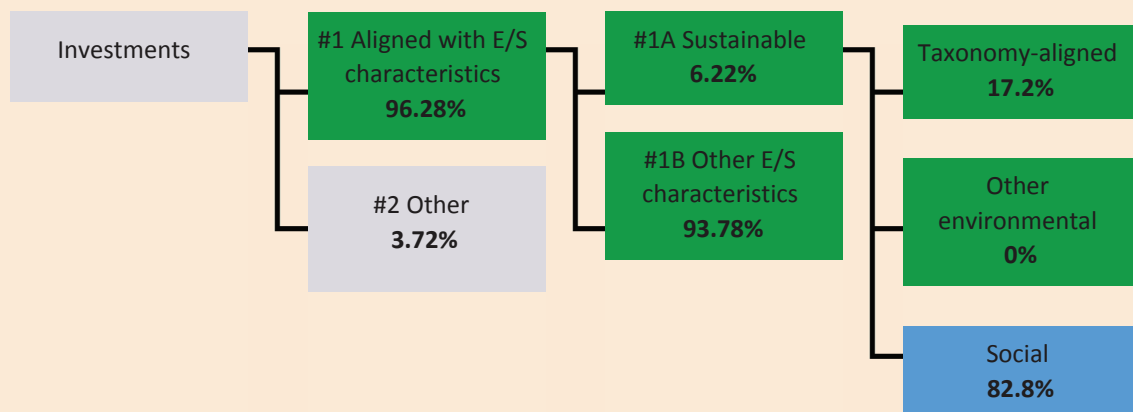 Investments
#1 Aligned with E/S
characteristics
96.28%
#2 Other
3.72%
#1A Sustainable
6.22%
#1B Other E/S
characteristics
93.78%
Taxonomy-aligned
17.2%
Other
environmental
0%
Social
82.8%